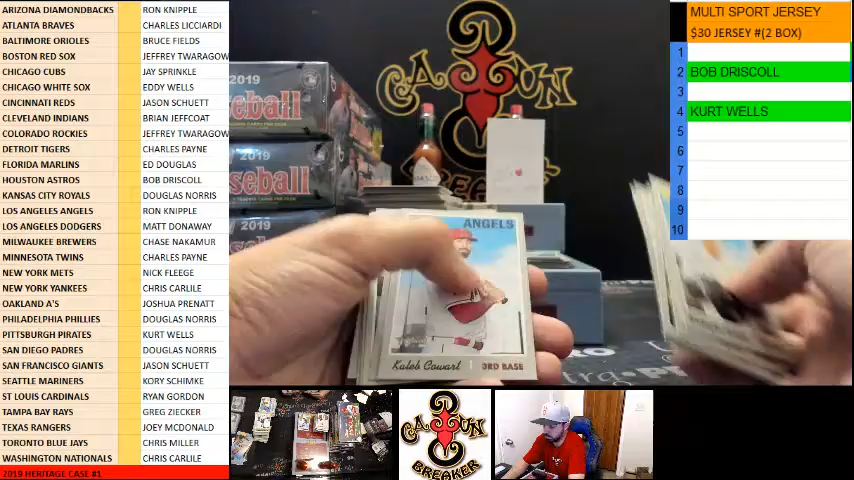 ARIZONA DIAMONDBACKS RON KNIPPLE
ATLANTA BRAVES CHARLES LICCIARDI
BALTIMORE ORIOLES BRUCE FIELDS
BOSTON RED SOX JEFFREY TWARAGOW
CHICAGO CUBS JAY SPRINKLE
CHICAGO WHITE SOX EDDY WELLS
CINCINNATI REDS JASON SCHUETT
CLEVELAND INDIANS BRIAN JEFFCOAT
COLORADO ROCKIES JEFFREY TWARAGOW
DETROIT TIGERS CHARLES PAYNE
FLORIDA MARLINS ED DOUGLAS
HOUSTON ASTROS BOB DRISCOLL
KANSAS CITY ROYALS DOUGLAS NORRIS
LOS ANGELES ANGELS RON KNIPPLE
LOS ANGELES DODGERS MATT DONAWAY
MILWAUKEE BREWERS CHASE NAKAMUR
MINNESOTA TWINS CHARLES PAYNE
NEW YORK METS NICK FLEEGE
NEW YORK YANKEES CHRIS CARLILE
OAKLAND A'S JOSHUA PRENATT
PHILADELPHIA PHILLIES DOUGLAS NORRIS
PITTSBURGH PIRATES KURT WELLS
SAN DIEGO PADRES DOUGLAS NORRIS
SAN FRANCISCO GIANTS JASON SCHUETT
SEATTLE MARINERS KORY SCHIMKE
ST LOUIS CARDINALS RYAN GORDON
TAMPA BAY RAYS GREG ZIECKER
TEXAS RANGERS JOEY MCDONALD
TORONTO BLUE JAYS CHRIS MILLER
WASHINGTON NATIONALS CHRIS CARLILE
2019 HERITAGE CASE #1
2019
seball
2019
seball
CAJUN
BREAKER
ANGELS
Kaleb Cowart 3RD BASE
MULTI SPORT JERSEY
$30 JERSEY #(2 BOX)
1
2 BOB DRISCOLL
3
4 KURT WELLS
5
6
7
8
9
10
CAJUN
BREAKER